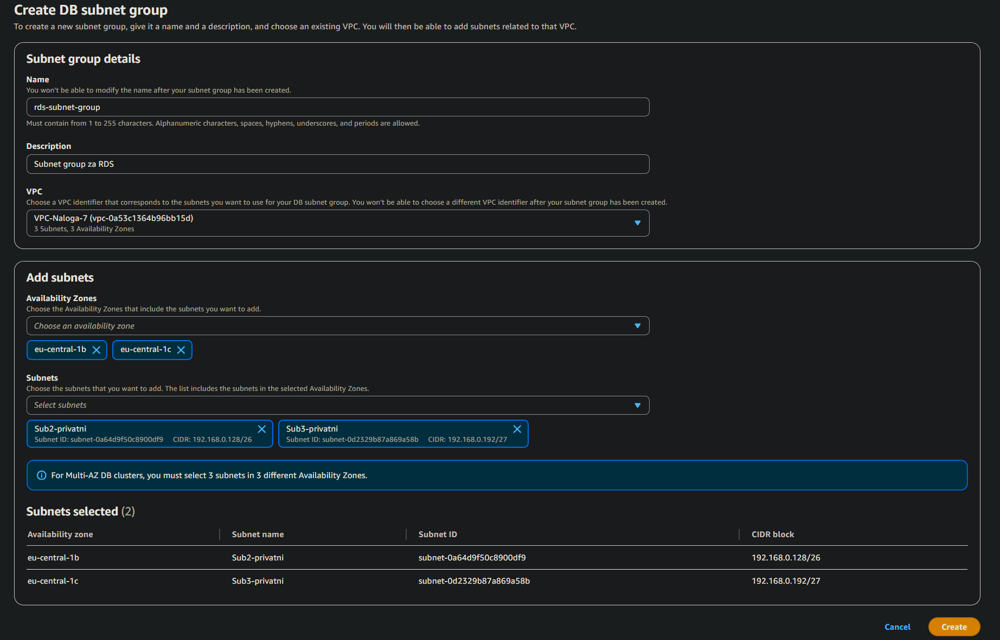 Create DB subnet group
To create a new subnet group, give it a name and a description, and choose an existing VPC. You will then be able to add subnets related to that VPC.
Subnet group details
Name
You won't be able to modify the name after your subnet group has been created.
rds-subnet-group
Must contain from 1 to 255 characters. Alphanumeric characters, spaces, hyphens, underscores, and periods are allowed.
Description
Subnet group za RDS
VPC
Choose a VPC identifier that corresponds to the subnets you want to use for your DB subnet group. You won't be able to choose a different VPC identifier after your subnet group has been created.
VPC-Naloga-7 (vpc-0a53c1364b96bb15d)
3 Subnets, 3 Availability Zones
Add subnets
Availability Zones
Choose the Availability Zones that include the subnets you want to add.
Choose an availability zone
eu-central-1b eu-central-1c
Subnets
Choose the subnets that you want to add. The list includes the subnets in the selected Availability Zones.
Select subnets
Sub2-privatni
Subnet ID: subnet-0a64d9f50c8900df9 CIDR: 192.168.0.128/26
Sub3-privatni
Subnet ID: subnet-0d2329b87a869a58b CIDR: 192.168.0.192/27
For Multi-AZ DB clusters, you must select 3 subnets in 3 different Availability Zones.
Subnets selected (2)
Availability zone Subnet name Subnet ID CIDR block
eu-central-1b Sub2-privatni subnet-0a64d9f50c8900df9 192.168.0.128/26
eu-central-1c Sub3-privatni subnet-0d2329b87a869a58b 192.168.0.192/27
Cancel Create